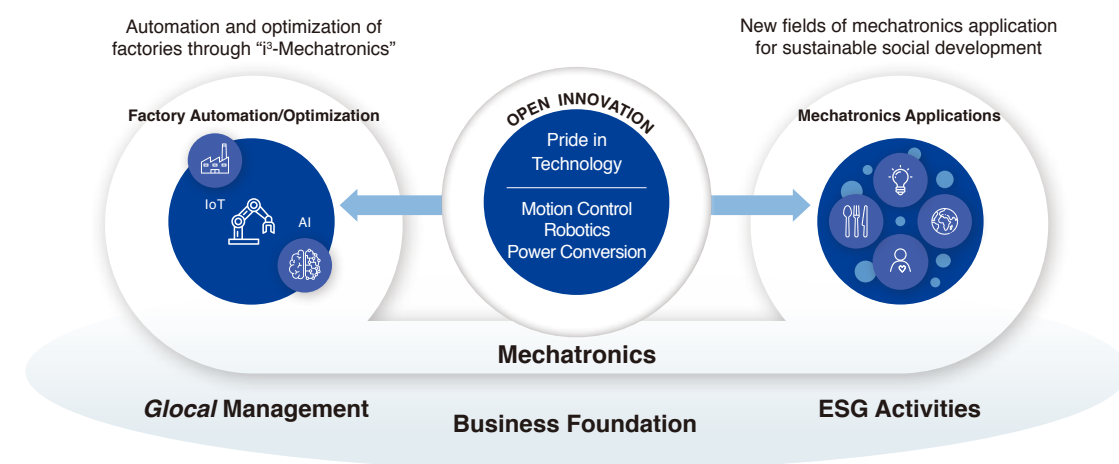 Automation and optimization of
factories through “i³-Mechatronics”
New fields of mechatronics application
for sustainable social development
Factory Automation/Optimization
IoT
AI
OPEN INNOVATION
Pride in
Technology
Motion Control
Robotics
Power Conversion
Mechatronics Applications
Mechatronics
Glocal Management
Business Foundation
ESG Activities